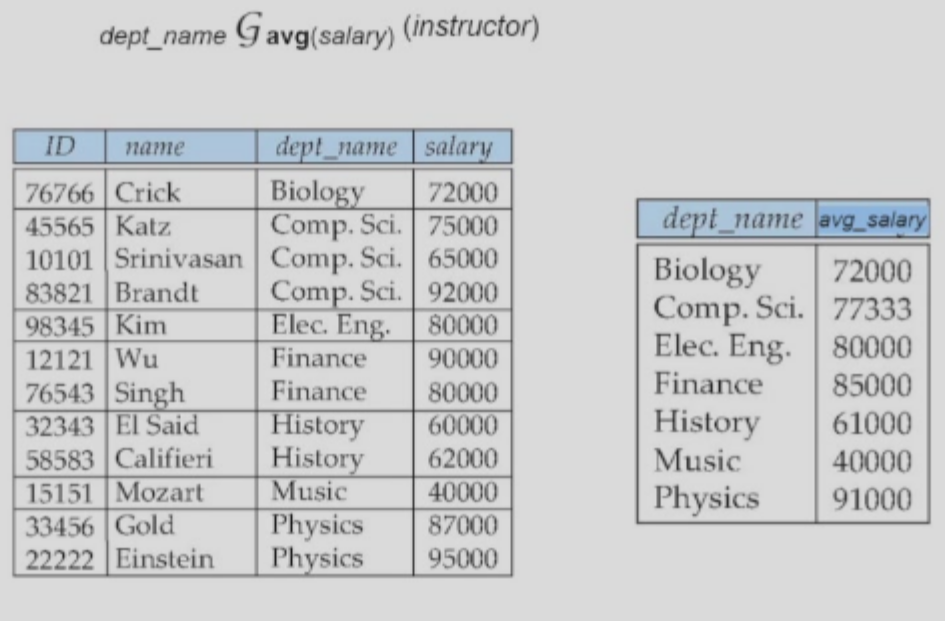 dept_name 𝒢 avg(salary) (instructor)
ID name dept_name salary
76766 Crick Biology 72000
45565 Katz Comp. Sci. 75000
10101 Srinivasan Comp. Sci. 65000
83821 Brandt Comp. Sci. 92000
98345 Kim Elec. Eng. 80000
12121 Wu Finance 90000
76543 Singh Finance 80000
32343 El Said History 60000
58583 Califieri History 62000
15151 Mozart Music 40000
33456 Gold Physics 87000
22222 Einstein Physics 95000
dept_name avg_salary
Biology 72000
Comp. Sci. 77333
Elec. Eng. 80000
Finance 85000
History 61000
Music 40000
Physics 91000